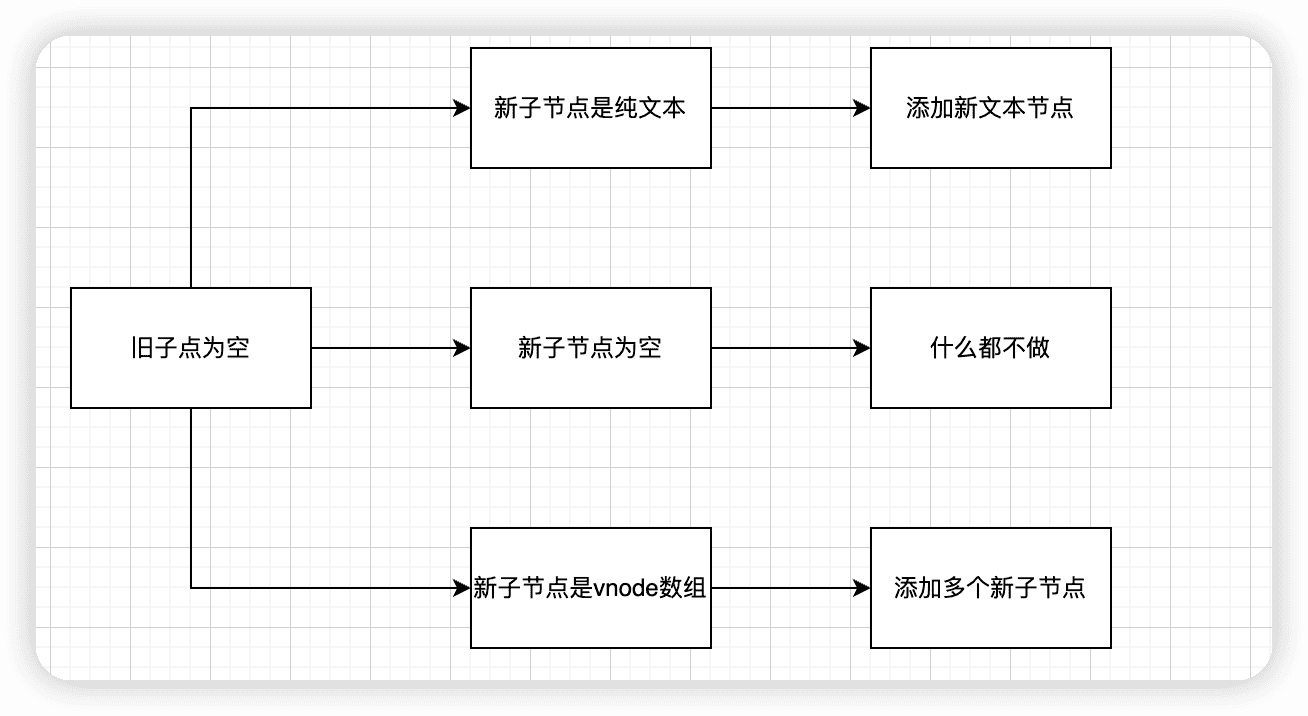 新子节点是纯文本
添加新文本节点
旧子点为空
新子节点为空
什么都不做
新子节点是vnode数组
添加多个新子节点